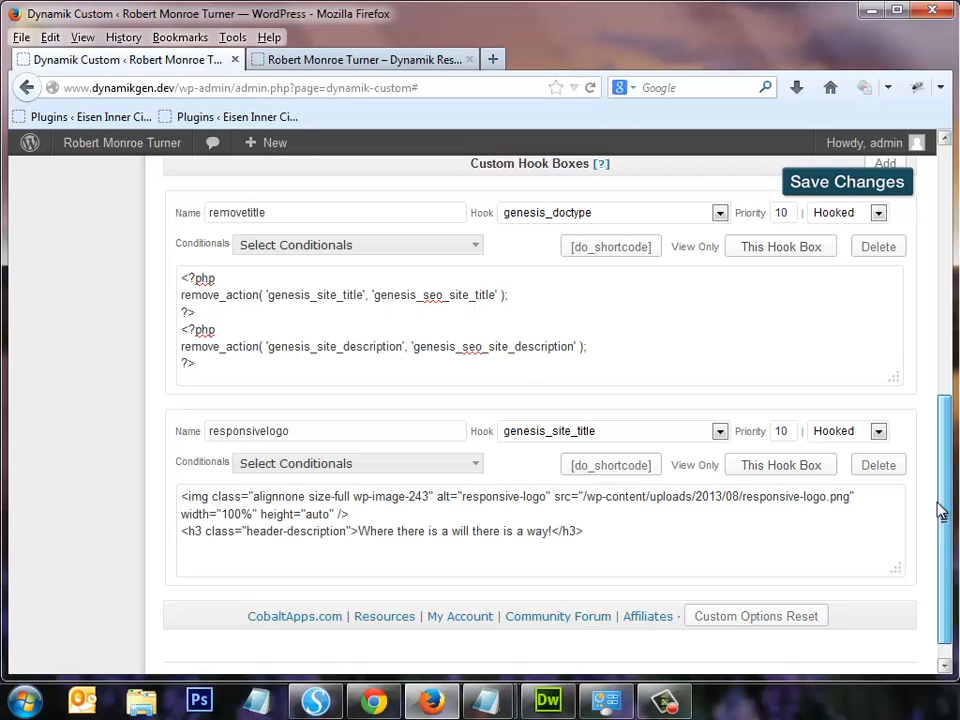 Dynamik Custom ‹ Robert Monroe Turner — WordPress - Mozilla Firefox
File Edit View History Bookmarks Tools Help
Dynamik Custom ‹ Robert Monroe T... × Robert Monroe Turner – Dynamik Res... × +
www.dynamikgen.dev/wp-admin/admin.php?page=dynamik-custom# Google
Plugins ‹ Eisen Inner Ci... Plugins ‹ Eisen Inner Ci...
Robert Monroe Turner + New Howdy, admin
Custom Hook Boxes [?] Add
Save Changes
Name removetitle Hook genesis_doctype Priority 10 | Hooked
Conditionals Select Conditionals [do_shortcode] View Only This Hook Box Delete
<?php
remove_action( 'genesis_site_title', 'genesis_seo_site_title' );
?>
<?php
remove_action( 'genesis_site_description', 'genesis_seo_site_description' );
?>
Name responsivelogo Hook genesis_site_title Priority 10 | Hooked
Conditionals Select Conditionals [do_shortcode] View Only This Hook Box Delete
<img class="alignnone size-full wp-image-243" alt="responsive-logo" src="/wp-content/uploads/2013/08/responsive-logo.png"
width="100%" height="auto" />
<h3 class="header-description">Where there is a will there is a way!</h3>
CobaltApps.com | Resources | My Account | Community Forum | Affiliates · Custom Options Reset
Ps Dw